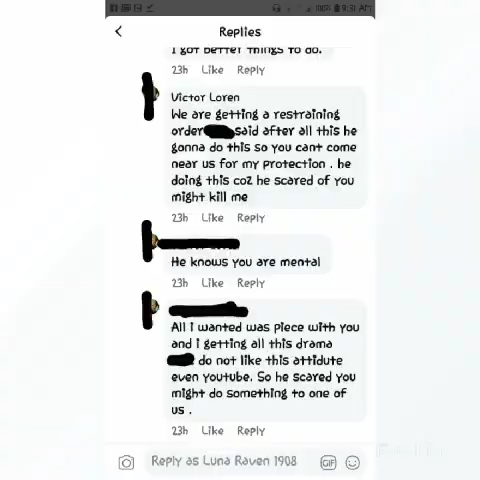 9:31 AM
Replies
I got better things to do.
23h Like Reply
Victor Loren
We are getting a restraining
order said after all this he
gonna do this so you cant come
near us for my protection . he
doing this coz he scared of you
might kill me
23h Like Reply
He knows you are mental
23h Like Reply
All i wanted was piece with you
and i getting all this drama
do not like this attidute
even youtube. So he scared you
might do something to one of
us .
23h Like Reply
Reply as Luna Raven 1908 GIF